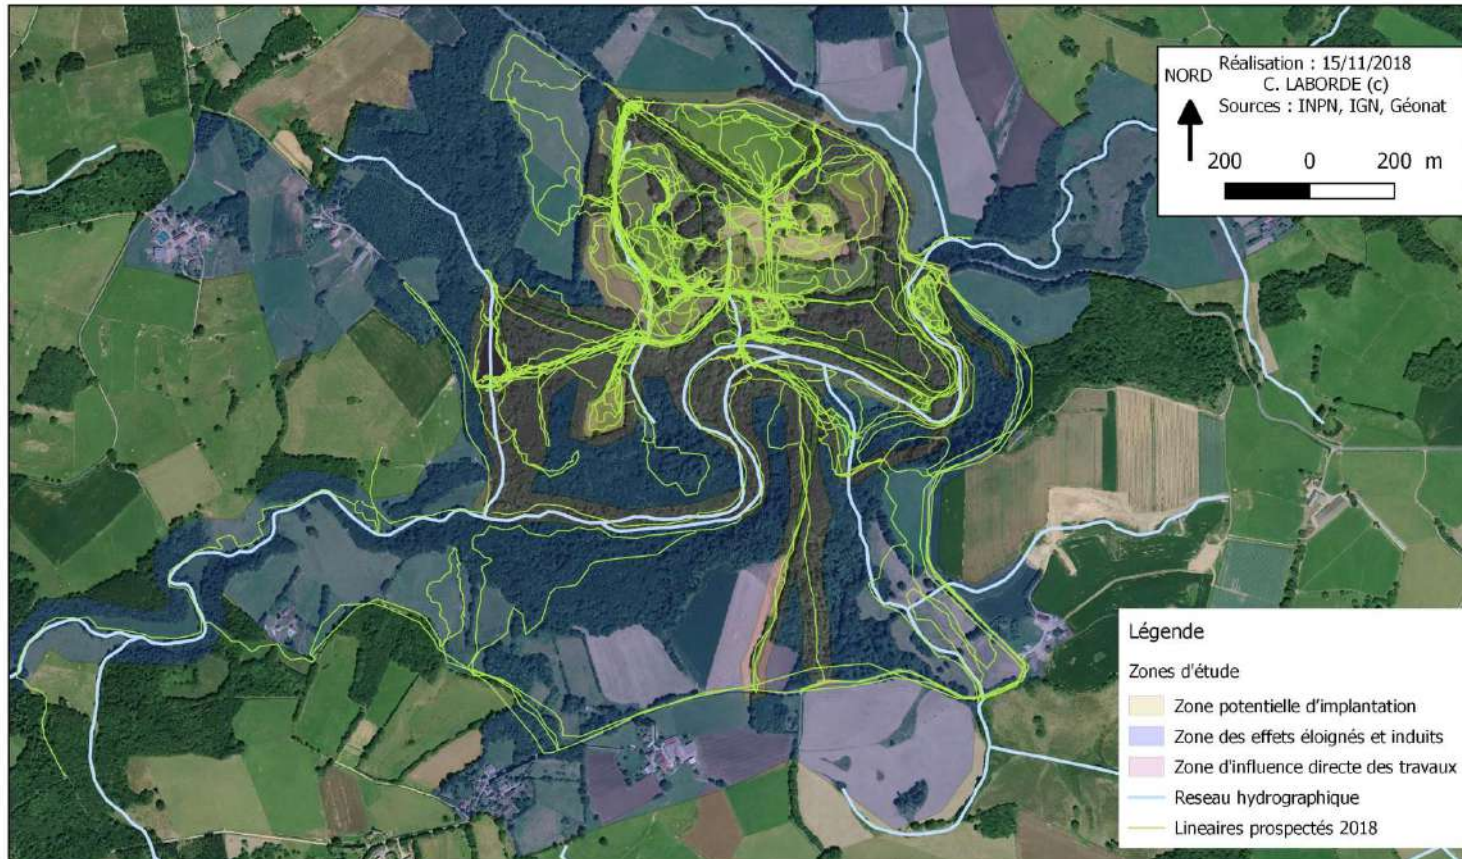 Réalisation : 15/11/2018
NORD
C. LABORDE (c)
Sources : INPN, IGN, Géonat
200 0 200 m
Légende
Zones d'étude
Zone potentielle d'implantation
Zone des effets éloignés et induits
Zone d'influence directe des travaux
Reseau hydrographique
Lineaires prospectés 2018